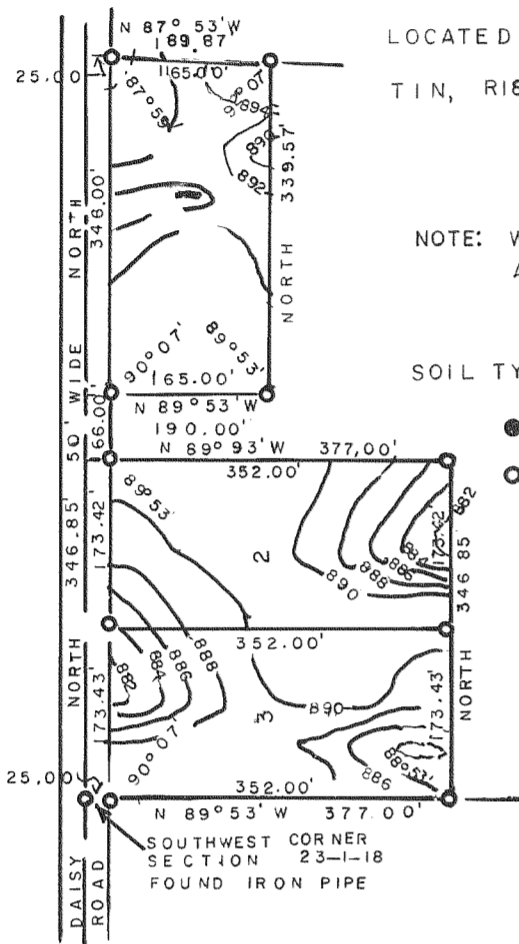 N 87° 53' W
189.87'
165.00'
25.00
87°59'
07'
894
890
892
339.57'
NORTH
346.00'
NORTH
LOCATED
TIN, R18
NOTE: W
A
SOIL TY
90°07'
89°53'
165.00'
N 89°53' W
190.00'
66.00'
50' WIDE
N 89°93' W
377,00'
352.00'
89°53'
346.85'
173.42'
2
882
884
886
888
890
173.42
346 85'
352.00'
882
884
886
888
890
3
173.43'
NORTH
NORTH
173.43'
90°07'
886
88°53'
25,00
352.00'
N 89°53' W 377.00'
SOUTHWEST CORNER
SECTION 23-1-18
FOUND IRON PIPE
DAISY
ROAD